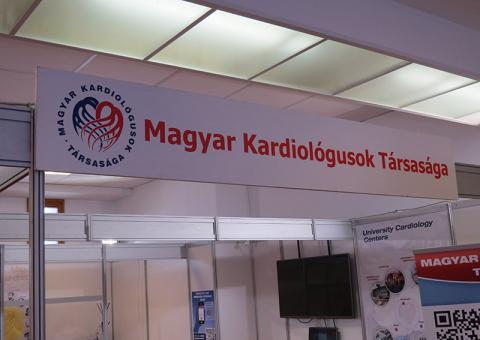 MAGYAR KARDIOLÓGUSOK
• TÁRSASÁGA •
Magyar Kardiológusok Társasága
University Cardiology
Centers
MAGYAR